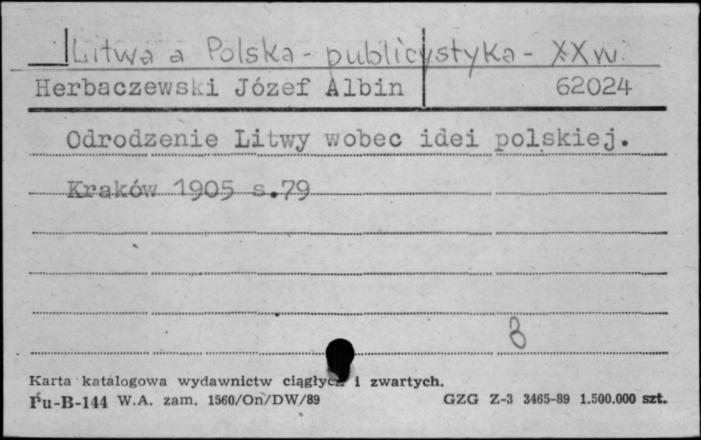 Litwa a Polska - publicystyka - XX w.
Herbaczewski Józef Albin 62024
Odrodzenie Litwy wobec idei polskiej.
Kraków 1905 s.79
8
Karta katalogowa wydawnictw ciągłych i zwartych.
Pu-B-144 W.A. zam. 1560/On/DW/89 GZG Z-3 3465-89 1.500.000 szt.